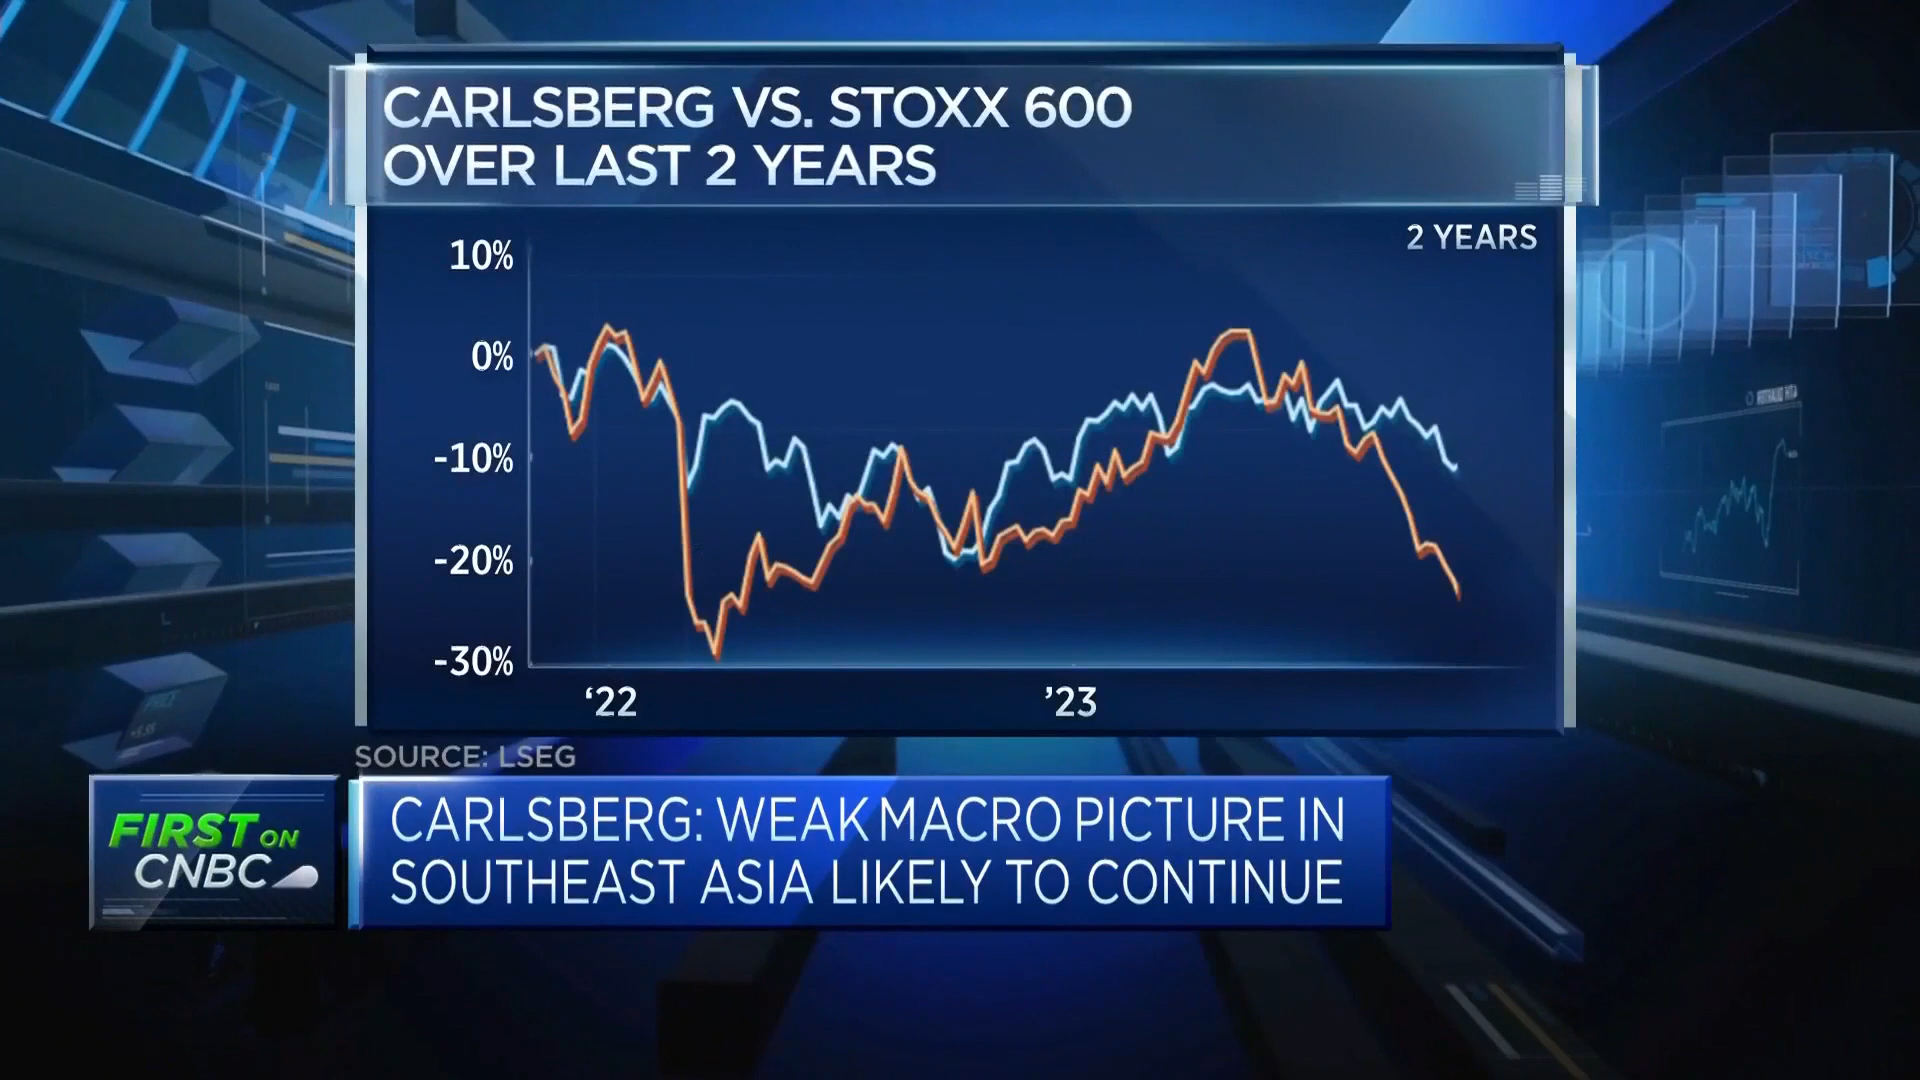 CARLSBERG VS. STOXX 600
OVER LAST 2 YEARS
2 YEARS
10%
0%
-10%
-20%
-30%
‘22
’23
SOURCE: LSEG
FIRST ON
CNBC
CARLSBERG: WEAK MACRO PICTURE IN
SOUTHEAST ASIA LIKELY TO CONTINUE